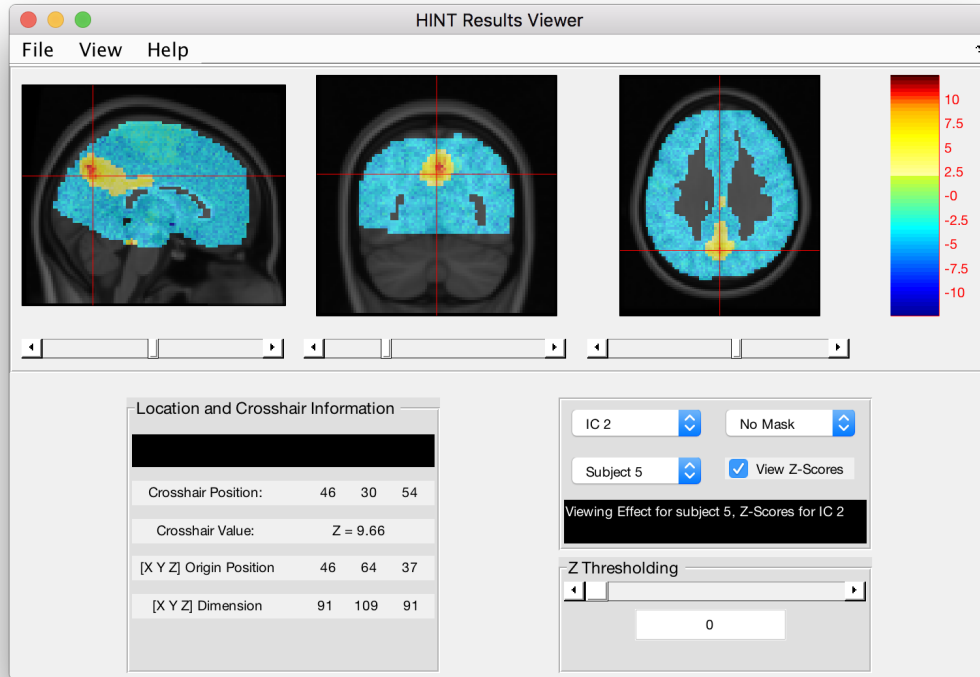 HINT Results Viewer
File View Help
10
7.5
5
2.5
-0
-2.5
-5
-7.5
-10
Location and Crosshair Information
Crosshair Position: 46 30 54
Crosshair Value: Z = 9.66
[X Y Z] Origin Position 46 64 37
[X Y Z] Dimension 91 109 91
IC 2
No Mask
Subject 5
View Z-Scores
Viewing Effect for subject 5, Z-Scores for IC 2
Z Thresholding
0